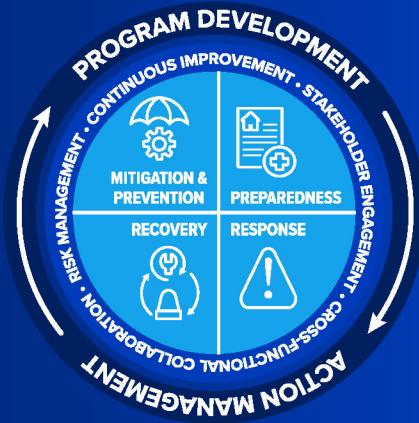 PROGRAM DEVELOPMENT
RISK MANAGEMENT • CONTINUOUS IMPROVEMENT • STAKEHOLDER ENGAGEMENT • CROSS-FUNCTIONAL COLLABORATION •
MITIGATION &
PREVENTION
PREPAREDNESS
RECOVERY
RESPONSE
ACTION MANAGEMENT